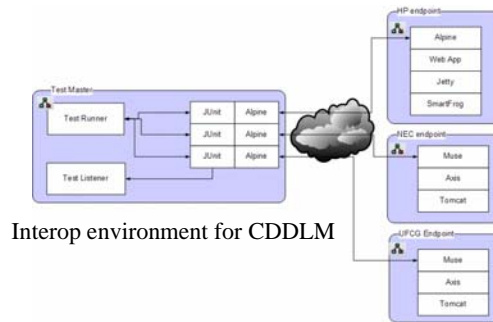 HP endpoint
Alpine
Web App
Jetty
SmartFrog
Test Master
Test Runner
JUnit Alpine
JUnit Alpine
JUnit Alpine
Test Listener
NEC endpoint
Muse
Axis
Tomcat
Interop environment for CDDLM
UFCG Endpoint
Muse
Axis
Tomcat